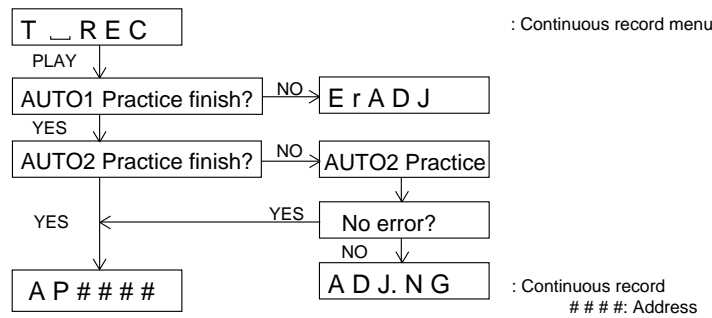 T ⎵ R E C
: Continuous record menu
PLAY
AUTO1 Practice finish?
NO
E r A D J
YES
AUTO2 Practice finish?
NO
AUTO2 Practice
YES
YES
No error?
NO
A P # # # #
A D J. N G
: Continuous record
# # # #: Address